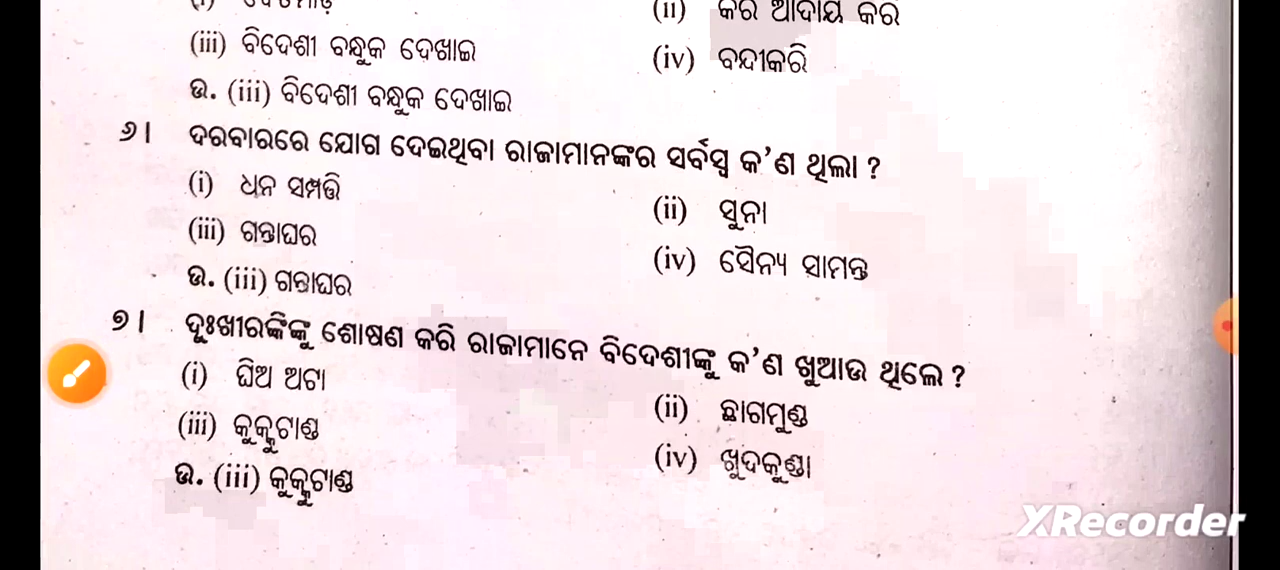 (ii) କର ଆଦାୟ କରି
(iii) ବିଦେଶୀ ବନ୍ଧୁକ ଦେଖାଇ (iv) ବନ୍ଦୀକରି
ଉ. (iii) ବିଦେଶୀ ବନ୍ଧୁକ ଦେଖାଇ
୬। ଦରବାରରେ ଯୋଗ ଦେଇଥିବା ରାଜାମାନଙ୍କର ସର୍ବସ୍ୱ କ'ଣ ଥିଲା ?
(i) ଧନ ସମ୍ପତ୍ତି (ii) ସୁନା
(iii) ଗନ୍ତାଘର (iv) ସୈନ୍ୟ ସାମନ୍ତ
ଉ. (iii) ଗନ୍ତାଘର
୭। ଦୁଃଖୀରଙ୍କିଙ୍କୁ ଶୋଷଣ କରି ରାଜାମାନେ ବିଦେଶୀଙ୍କୁ କ'ଣ ଖୁଆଉ ଥିଲେ ?
(i) ଘିଅ ଅଟା (ii) ଛାଗମୁଣ୍ଡ
(iii) କୁକ୍କୁଟାଣ୍ଡ (iv) ଖୁଦକୁଣ୍ଡା
ଉ. (iii) କୁକ୍କୁଟାଣ୍ଡ
XRecorder